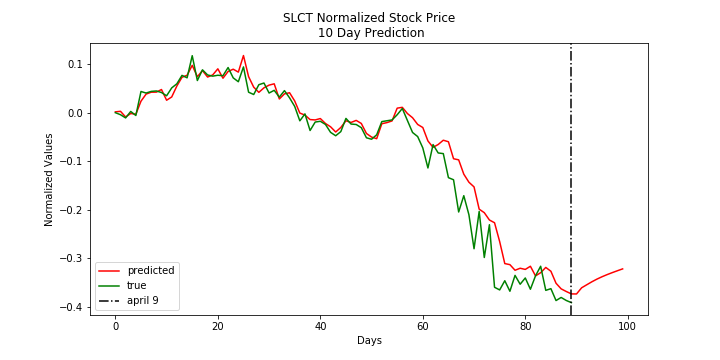 SLCT Normalized Stock Price
10 Day Prediction
Normalized Values
0.1
0.0
−0.1
−0.2
−0.3
−0.4
predicted
true
april 9
0 20 40 60 80 100
Days